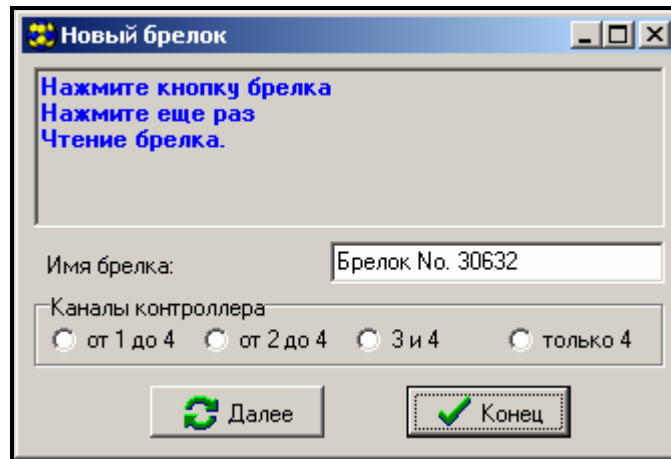 Новый брелок
Нажмите кнопку брелка
Нажмите еще раз
Чтение брелка.
Имя брелка: Брелок No. 30632
Каналы контроллера
от 1 до 4 от 2 до 4 3 и 4 только 4
Далее Конец